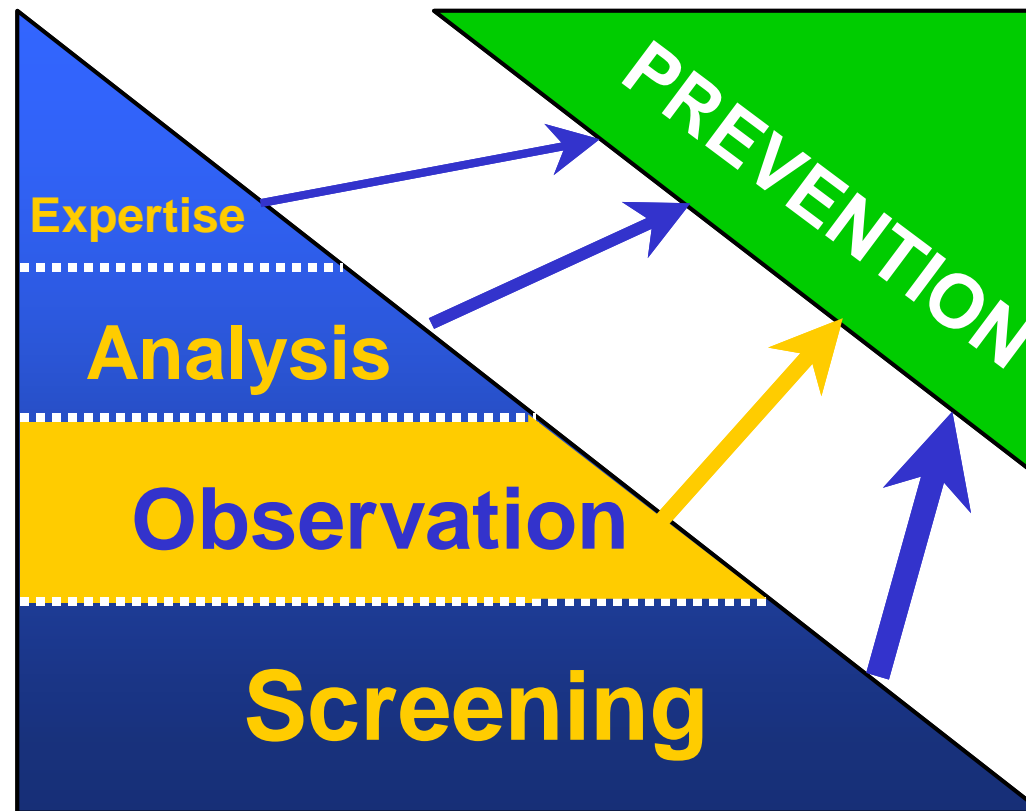 PREVENTION
Expertise
Analysis
Observation
Screening